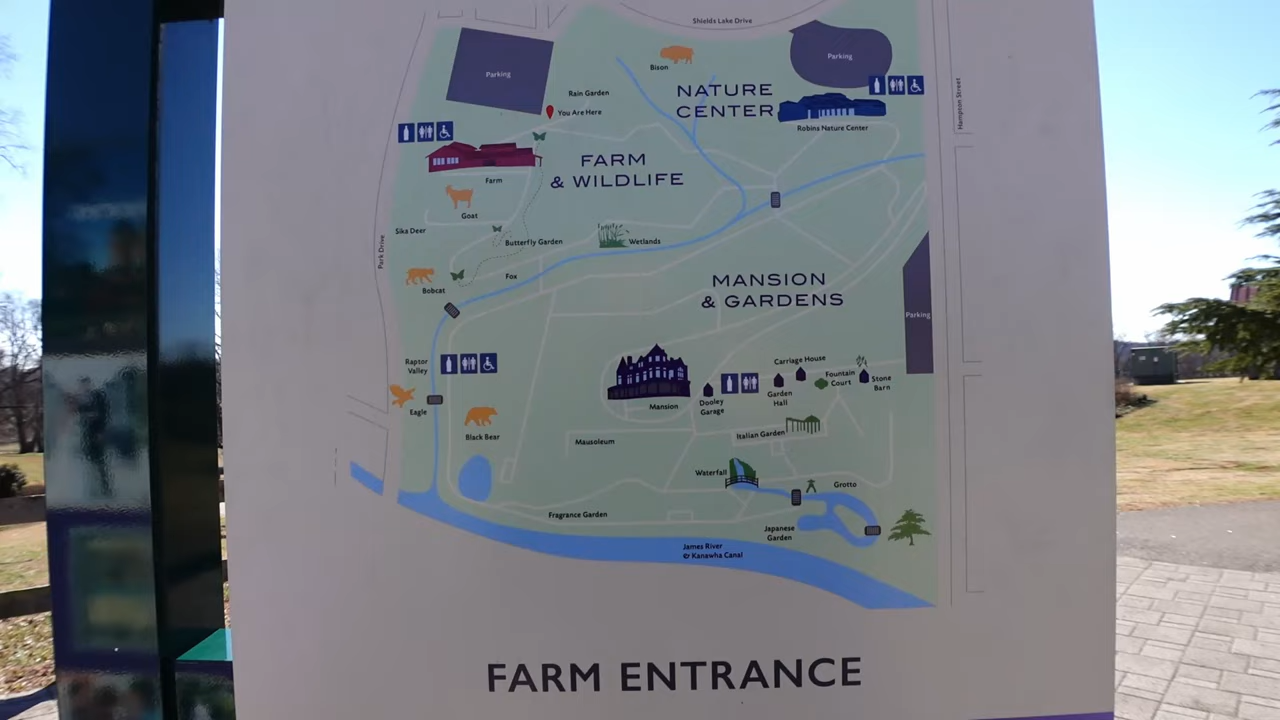 Shields Lake Drive
Parking
Bison
Parking
NATURE
CENTER
Rain Garden
You Are Here
Robins Nature Center
Hampton Street
FARM
& WILDLIFE
Farm
Goat
Sika Deer
Butterfly Garden
Wetlands
Park Drive
Fox
Bobcat
MANSION
& GARDENS
Parking
Raptor
Valley
Eagle
Black Bear
Mansion
Dooley
Garage
Carriage House
Garden
Hall
Fountain
Court
Stone
Barn
Mausoleum
Italian Garden
Waterfall
Grotto
Fragrance Garden
Japanese
Garden
James River
& Kanawha Canal
FARM ENTRANCE